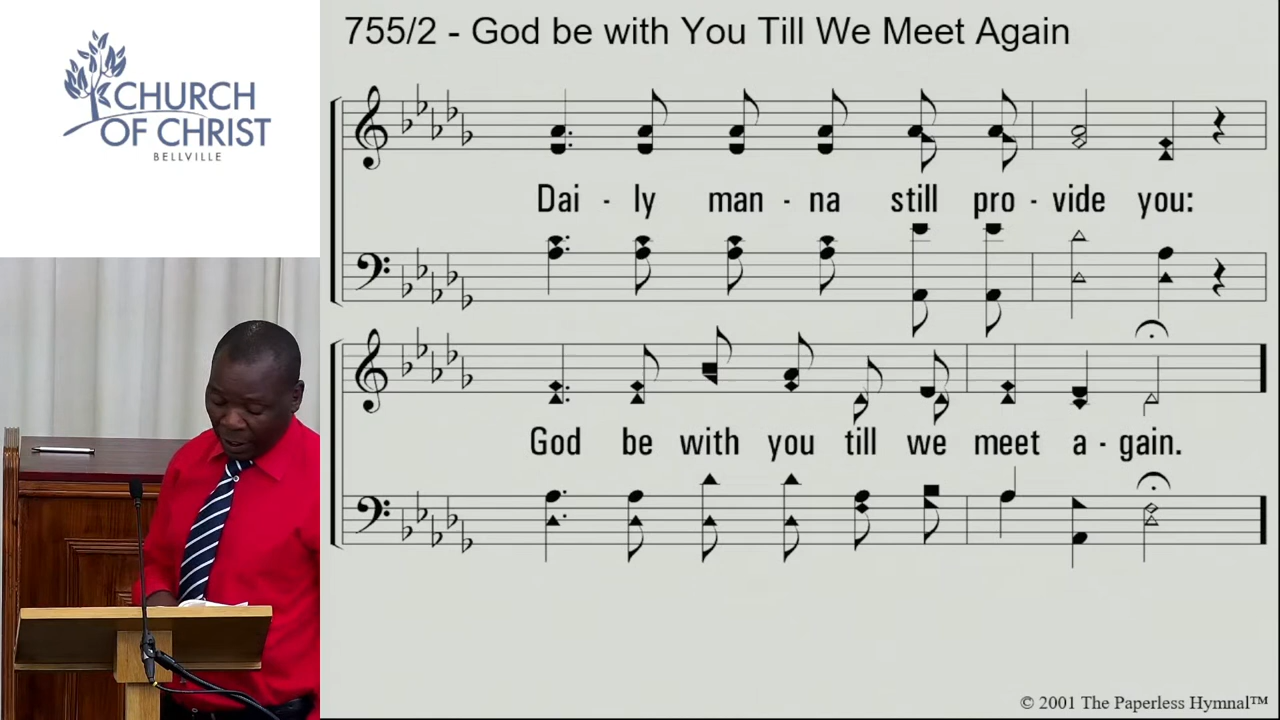 CHURCH
OF CHRIST
BELLVILLE
755/2 - God be with You Till We Meet Again
Dai - ly man - na still pro - vide you:
God be with you till we meet a - gain.
© 2001 The Paperless Hymnal™